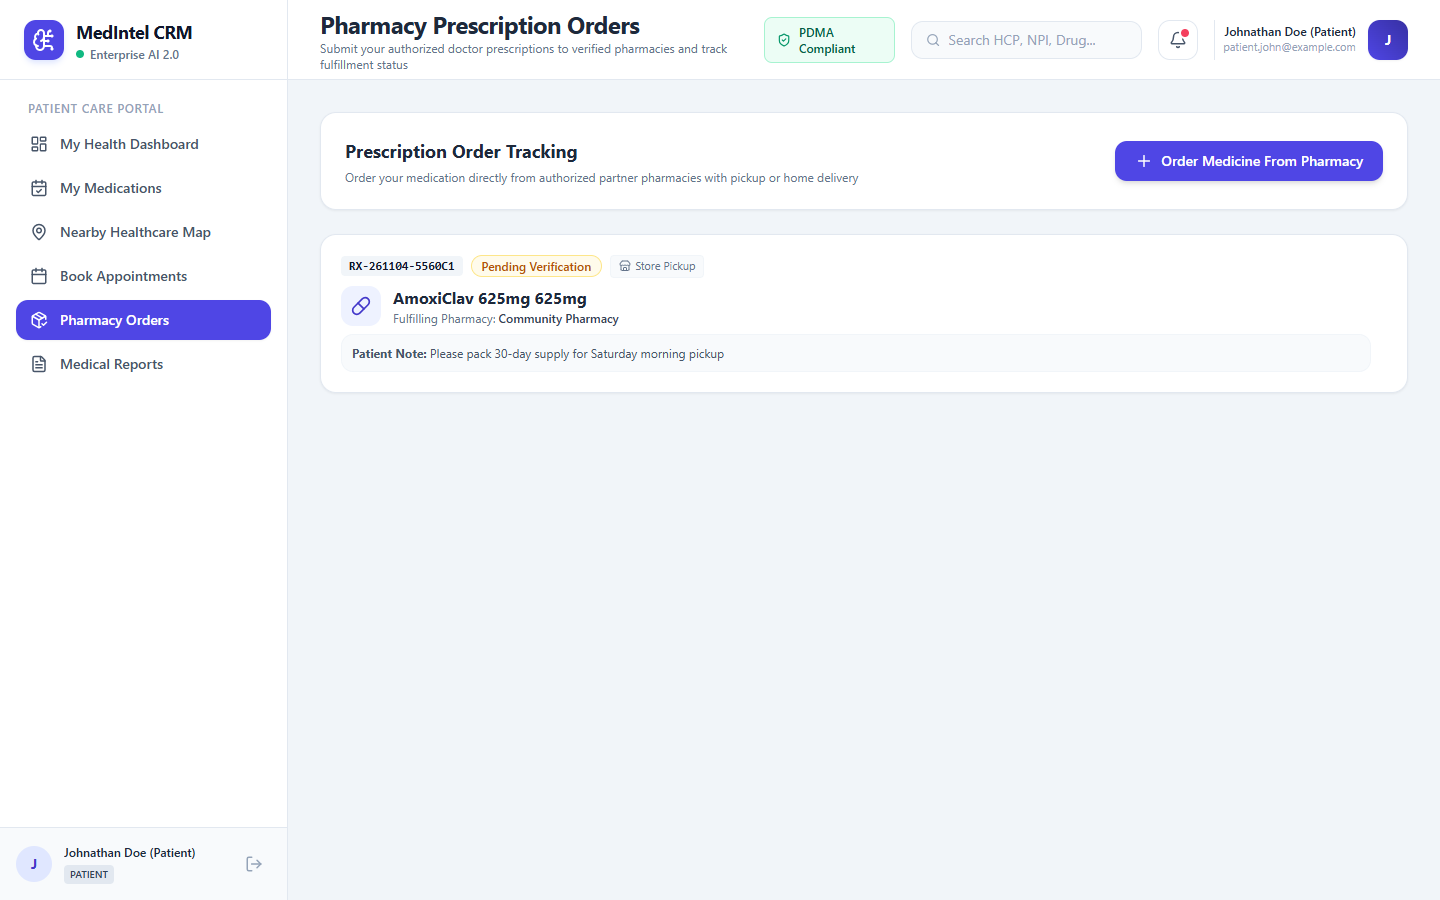 MedIntel CRM
Enterprise AI 2.0
PATIENT CARE PORTAL
My Health Dashboard
My Medications
Nearby Healthcare Map
Book Appointments
Pharmacy Orders
Medical Reports
J
Johnathan Doe (Patient)
PATIENT
Pharmacy Prescription Orders
Submit your authorized doctor prescriptions to verified pharmacies and track
fulfillment status
PDMA
Compliant
Search HCP, NPI, Drug...
Johnathan Doe (Patient)
patient.john@example.com
J
Prescription Order Tracking
Order your medication directly from authorized partner pharmacies with pickup or home delivery
Order Medicine From Pharmacy
RX-261104-5560C1
Pending Verification
Store Pickup
AmoxiClav 625mg 625mg
Fulfilling Pharmacy: Community Pharmacy
Patient Note: Please pack 30-day supply for Saturday morning pickup